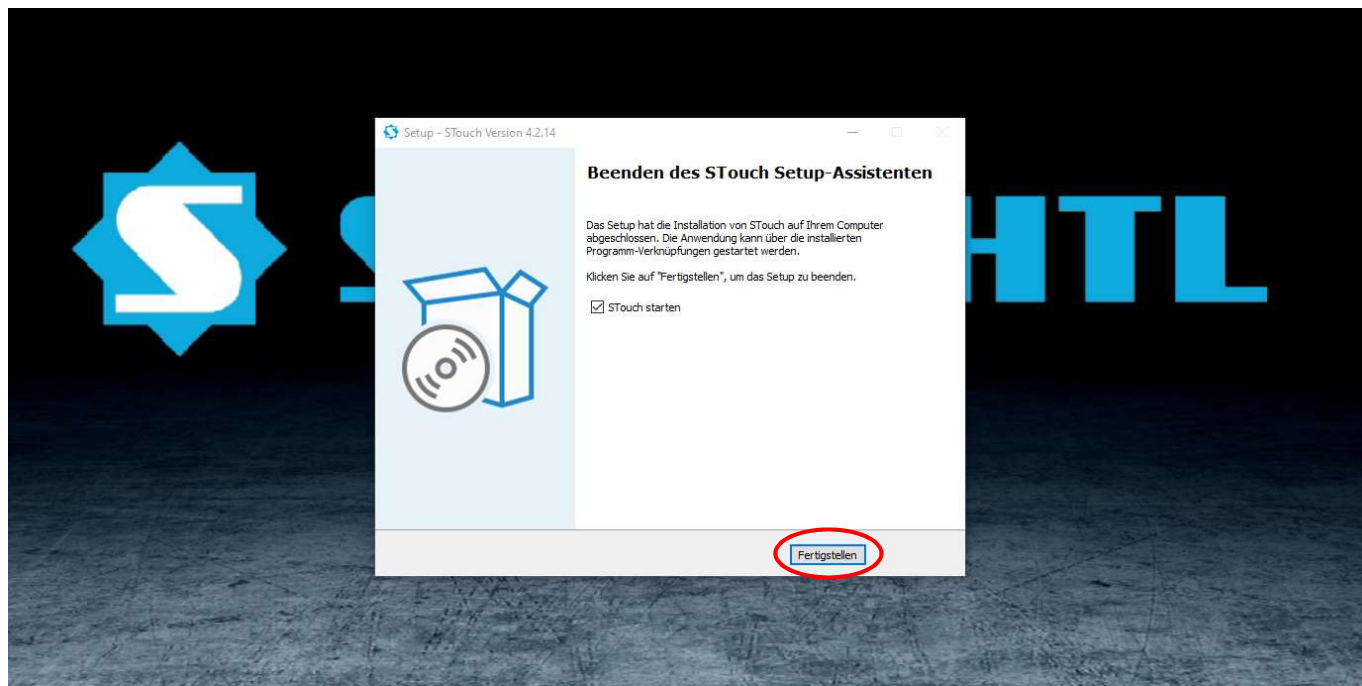 Setup - STouch Version 4.2.14
Beenden des STouch Setup-Assistenten
Das Setup hat die Installation von STouch auf Ihrem Computer
abgeschlossen. Die Anwendung kann über die installierten
Programm-Verknüpfungen gestartet werden.
Klicken Sie auf "Fertigstellen", um das Setup zu beenden.
STouch starten
Fertigstellen
S
HTL